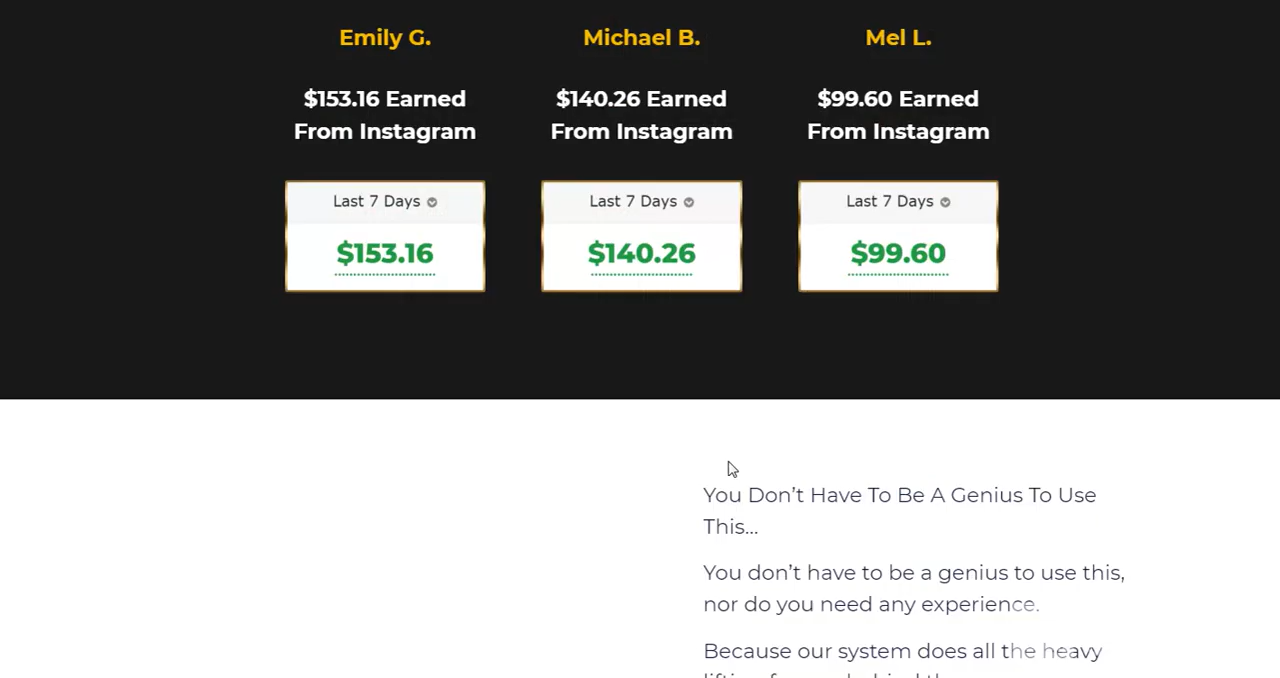 Emily G.
Michael B.
Mel L.
$153.16 Earned
From Instagram
$140.26 Earned
From Instagram
$99.60 Earned
From Instagram
Last 7 Days
$153.16
Last 7 Days
$140.26
Last 7 Days
$99.60
You Don't Have To Be A Genius To Use
This...
You don't have to be a genius to use this,
nor do you need any experience.
Because our system does all the heavy